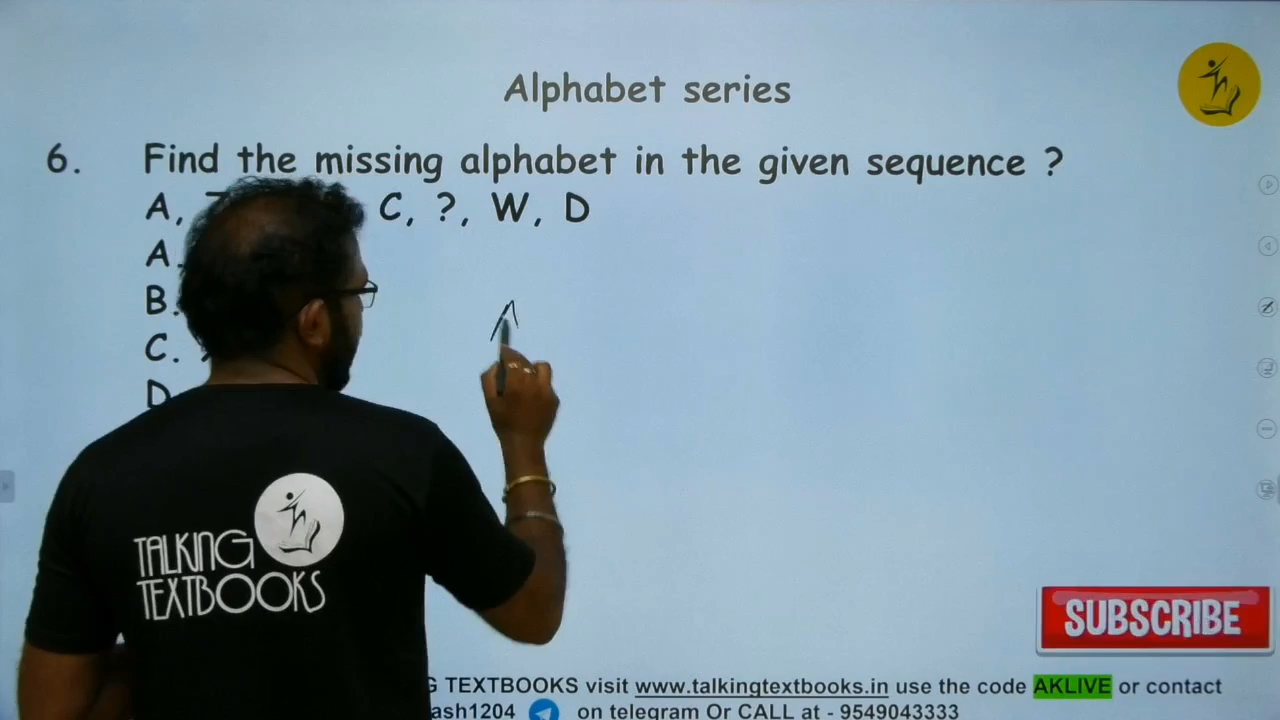 Alphabet series
6. Find the missing alphabet in the given sequence ?
A, C, ?, W, D
A.
B.
C.
D
A
TALKING
TEXTBOOKS
SUBSCRIBE
G TEXTBOOKS visit www.talkingtextbooks.in use the code AKLIVE or contact
ash1204 on telegram Or CALL at - 9549043333